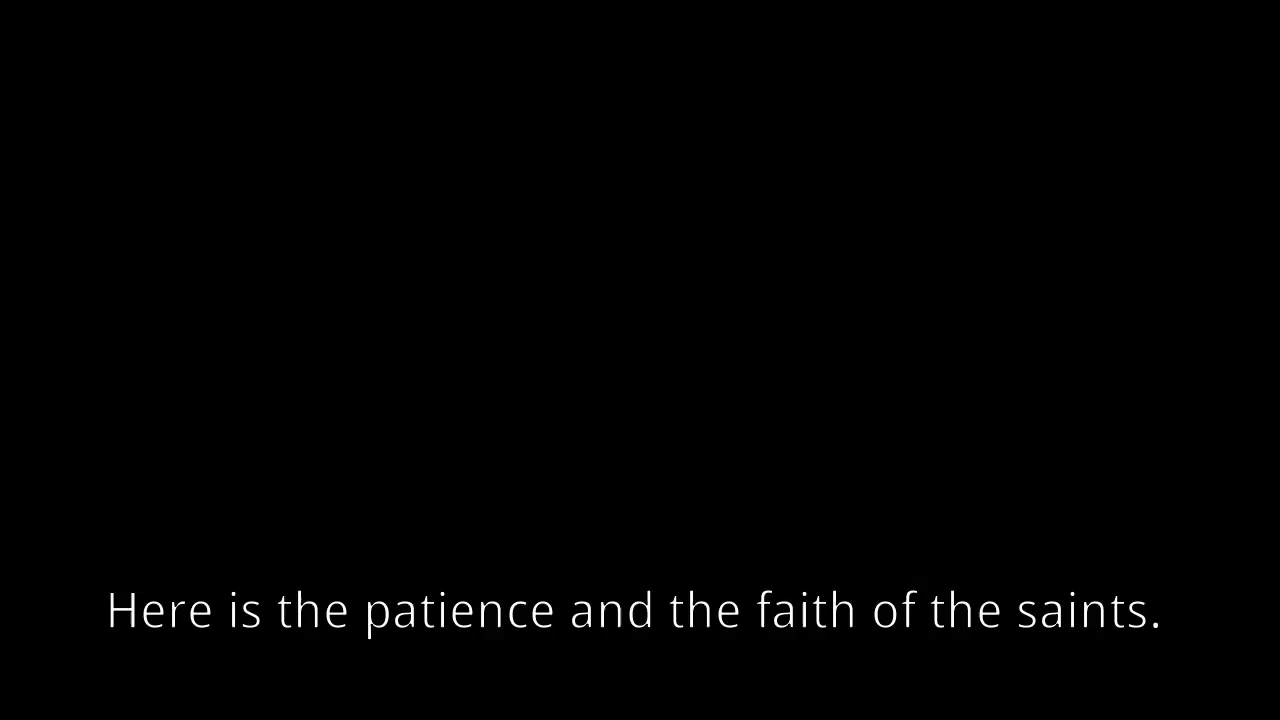 Here is the patience and the faith of the saints.